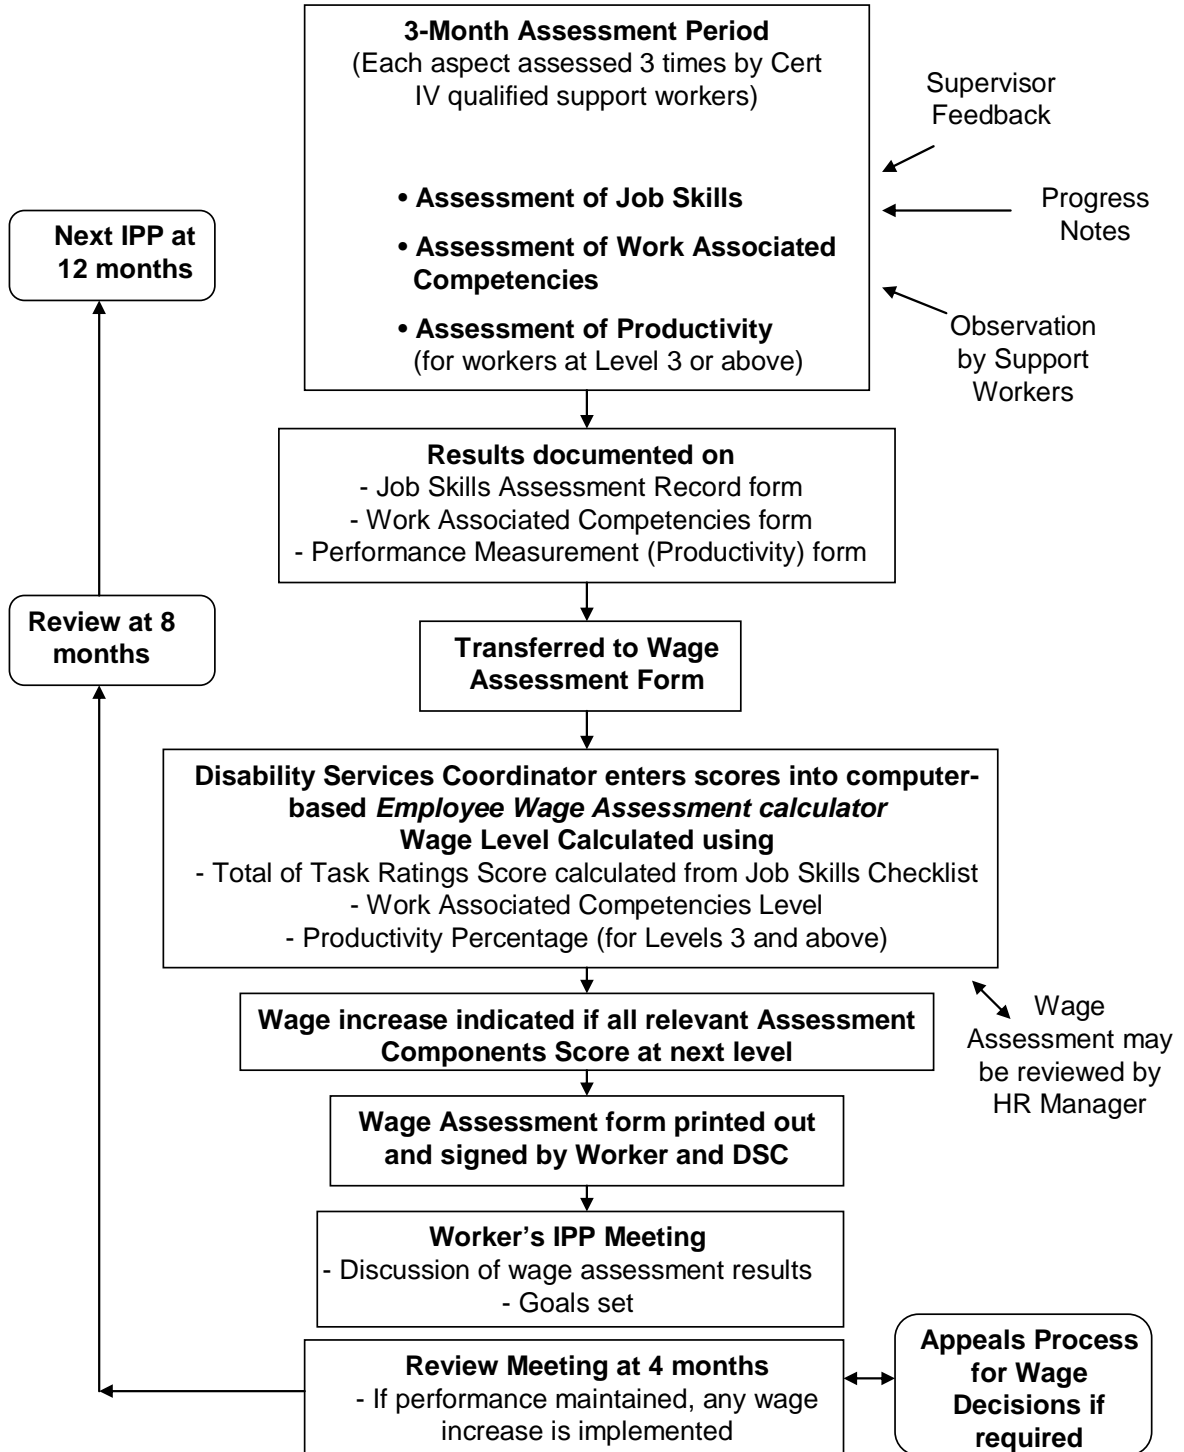 3-Month Assessment Period
(Each aspect assessed 3 times by Cert
IV qualified support workers)
• Assessment of Job Skills
• Assessment of Work Associated
Competencies
• Assessment of Productivity
(for workers at Level 3 or above)
Supervisor
Feedback
Progress
Notes
Observation
by Support
Workers
Next IPP at
12 months
Results documented on
- Job Skills Assessment Record form
- Work Associated Competencies form
- Performance Measurement (Productivity) form
Review at 8
months
Transferred to Wage
Assessment Form
Disability Services Coordinator enters scores into computer-
based Employee Wage Assessment calculator
Wage Level Calculated using
- Total of Task Ratings Score calculated from Job Skills Checklist
- Work Associated Competencies Level
- Productivity Percentage (for Levels 3 and above)
Wage
Assessment may
be reviewed by
HR Manager
Wage increase indicated if all relevant Assessment
Components Score at next level
Wage Assessment form printed out
and signed by Worker and DSC
Worker's IPP Meeting
- Discussion of wage assessment results
- Goals set
Review Meeting at 4 months
- If performance maintained, any wage
increase is implemented
Appeals Process
for Wage
Decisions if
required